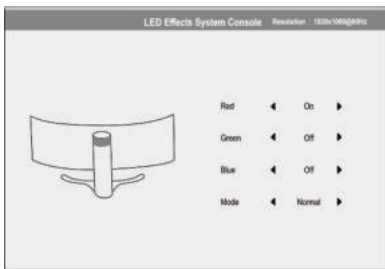 LED Effects System Console Resolution : 1920x1080@60Hz
Red On
Green Off
Blue Off
Mode Normal